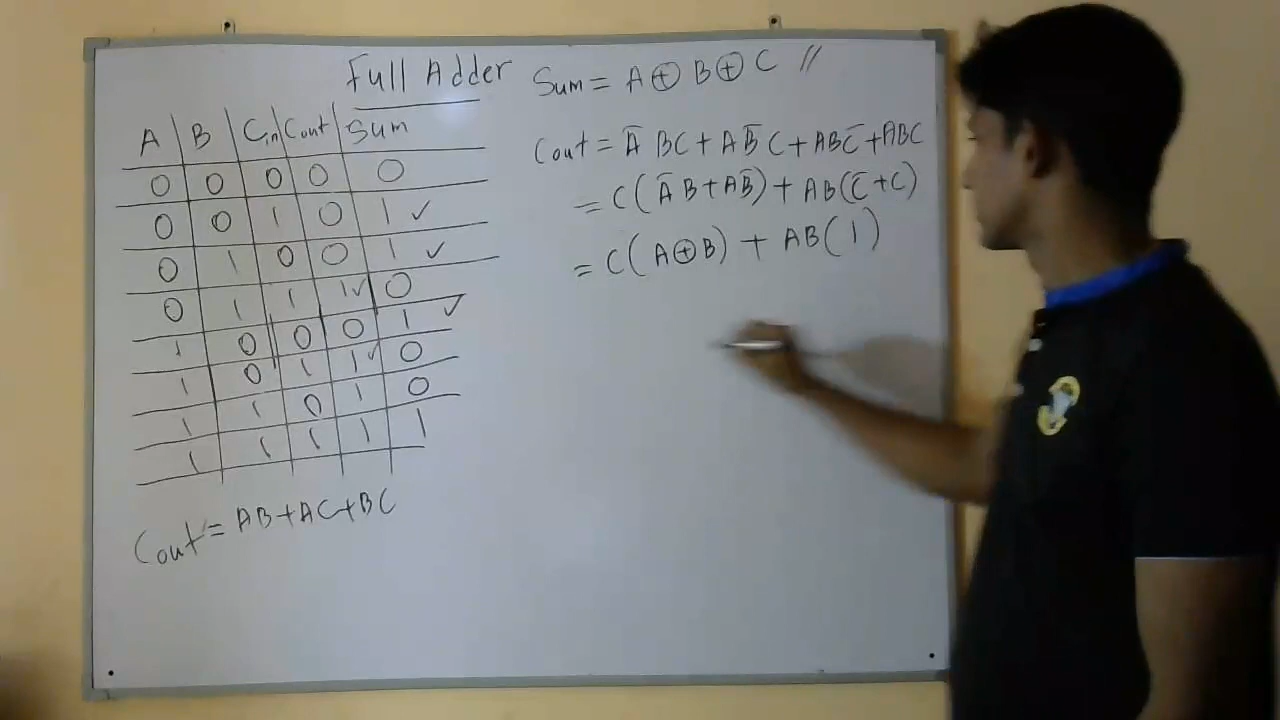 Full Adder
A B Cin Cout Sum
0 0 0 0 0
0 0 1 0 1 ✓
0 1 0 0 1 ✓
0 1 1 1✓ 0
1 0 0 0 1 ✓
1 0 1 1✓ 0
1 1 0 1 0
1 1 1 1 1
Cout = AB+AC+BC
Sum = A ⊕ B ⊕ C //
Cout = A̅ BC + A B̅ C + ABC̅ + ABC
= C(A̅ B + AB̅) + AB(C̅ + C)
= C(A ⊕ B) + AB(1)